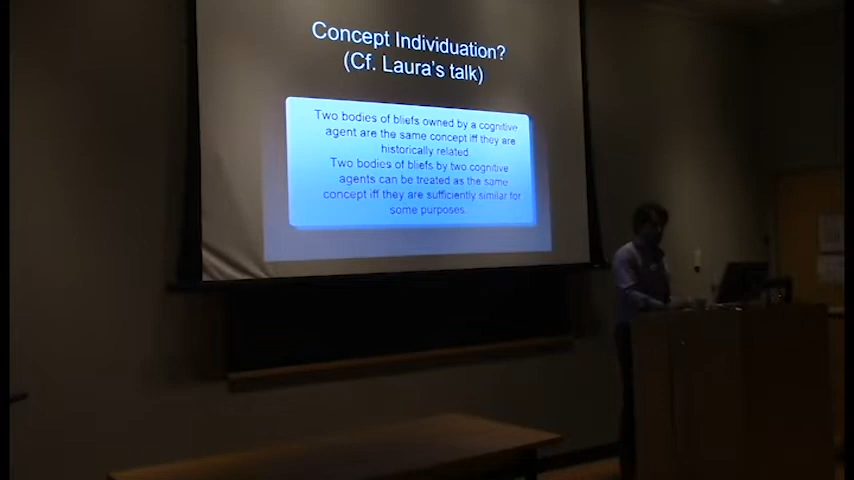 Concept Individuation?
(Cf. Laura's talk)
Two bodies of bliefs owned by a cognitive
agent are the same concept iff they are
historically related.
Two bodies of bliefs by two cognitive
agents can be treated as the same
concept iff they are sufficiently similar for
some purposes.